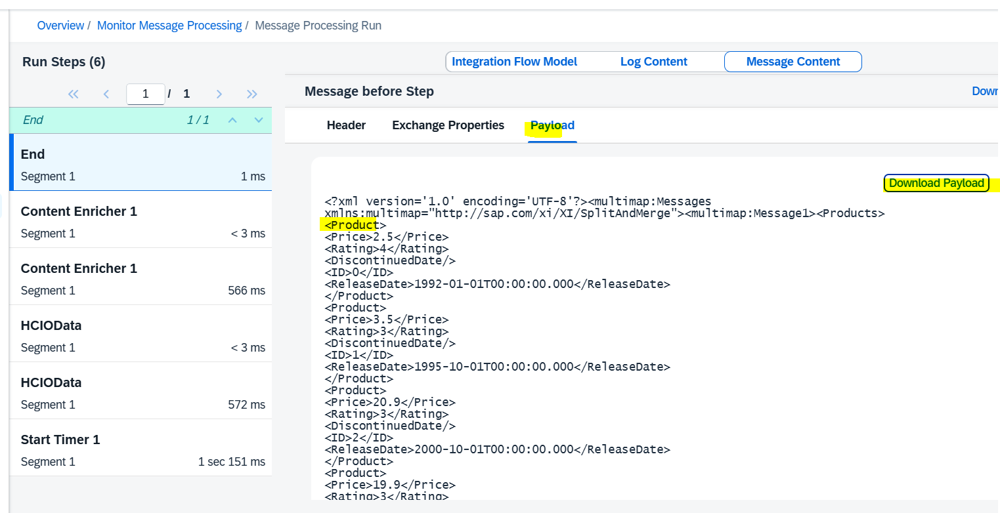 Overview / Monitor Message Processing / Message Processing Run
Run Steps (6)
Integration Flow Model
Log Content
Message Content
1 / 1
Message before Step
End
1 / 1
Header
Exchange Properties
Payload
End
Segment 1
1 ms
Content Enricher 1
Segment 1
< 3 ms
Content Enricher 1
Segment 1
566 ms
HCIOData
Segment 1
< 3 ms
HCIOData
Segment 1
572 ms
Start Timer 1
Segment 1
1 sec 151 ms
Download Payload
<?xml version='1.0' encoding='UTF-8'?><multimap:Messages
xmlns:multimap="http://sap.com/xi/XI/SplitAndMerge"><multimap:Message1><Products>
<Product>
<Price>2.5</Price>
<Rating>4</Rating>
<DiscontinuedDate/>
<ID>0</ID>
<ReleaseDate>1992-01-01T00:00:00.000</ReleaseDate>
</Product>
<Product>
<Price>3.5</Price>
<Rating>3</Rating>
<DiscontinuedDate/>
<ID>1</ID>
<ReleaseDate>1995-10-01T00:00:00.000</ReleaseDate>
</Product>
<Product>
<Price>20.9</Price>
<Rating>3</Rating>
<DiscontinuedDate/>
<ID>2</ID>
<ReleaseDate>2000-10-01T00:00:00.000</ReleaseDate>
</Product>
<Product>
<Price>19.9</Price>
<Rating>3</Rating>